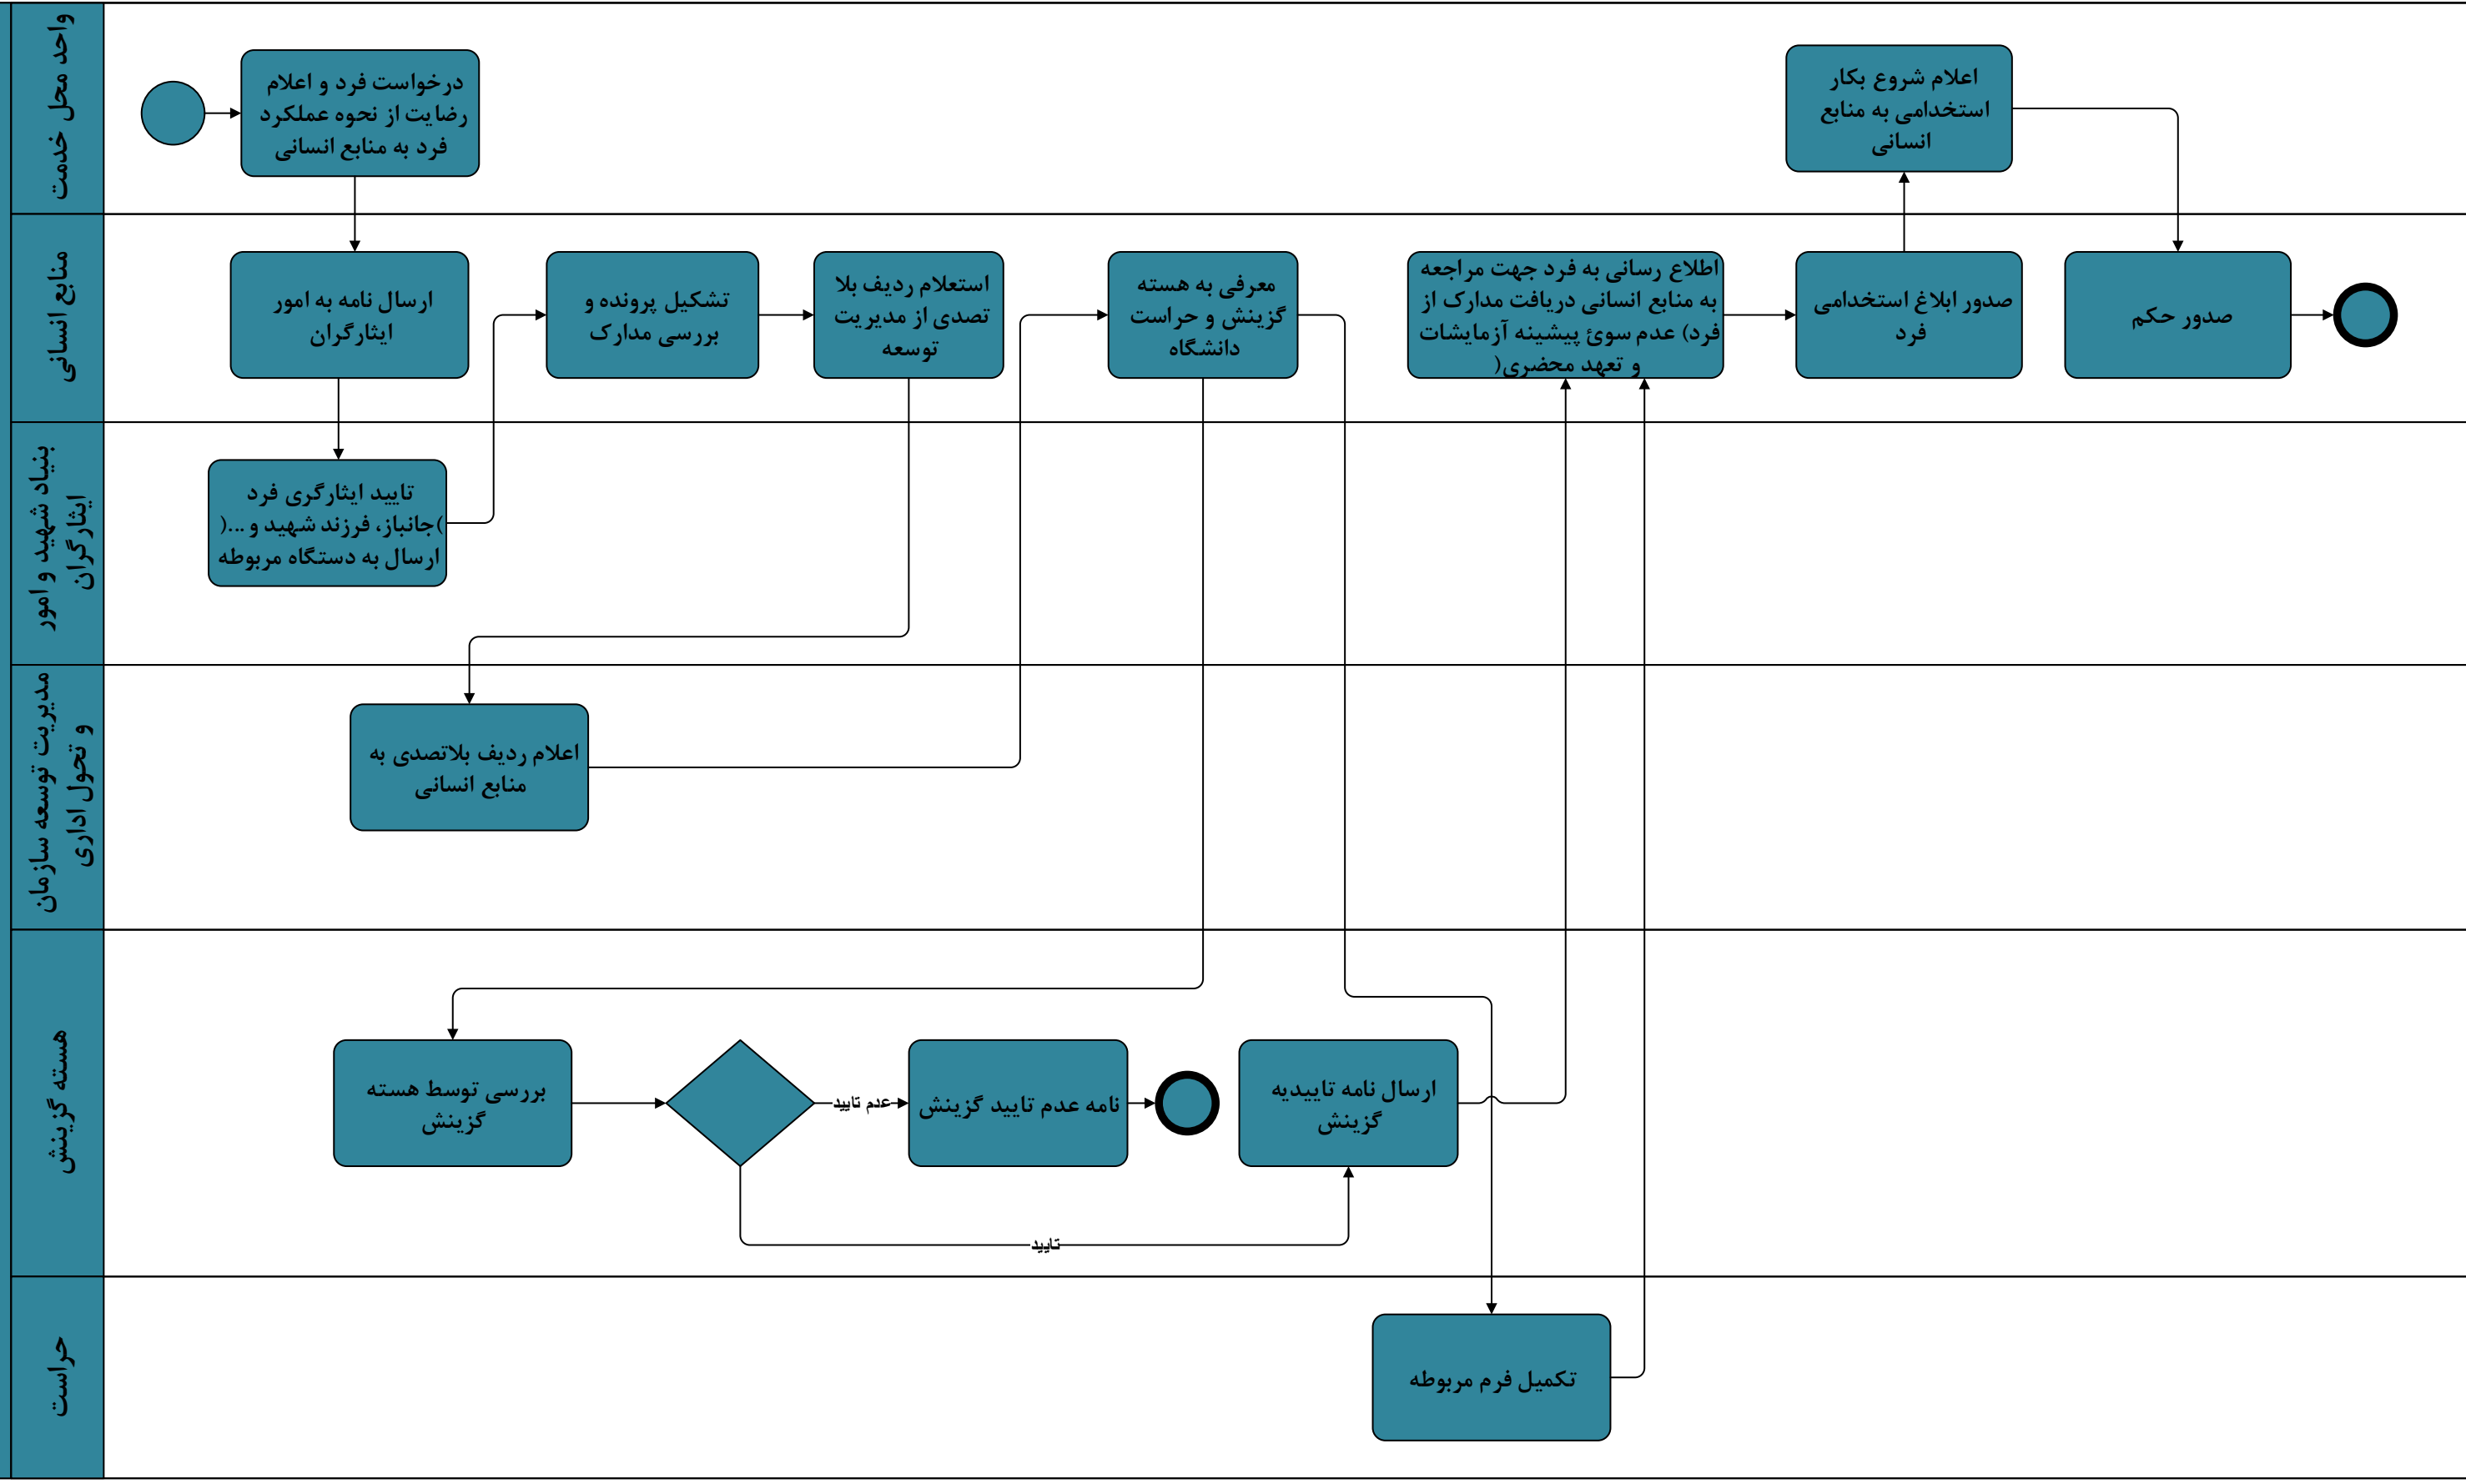 واحد محل خدمت
درخواست فرد و اعلام
رضایت از نحوه عملکرد
فرد به منابع انسانی
اعلام شروع بکار
استخدامی به منابع
انسانی
منابع انسانی
ارسال نامه به امور
ایثارگران
تشکیل پرونده و
بررسی مدارک
استعلام ردیف بلا
تصدی از مدیریت
توسعه
معرفی به هسته
گزینش و حراست
دانشگاه
اطلاع رسانی به فرد جهت مراجعه
به منابع انسانی دریافت مدارک از
فرد) عدم سوئ پیشینه آزمایشات
و تعهد محضری(
صدور ابلاغ استخدامی
فرد
صدور حکم
بنیاد شهید و امور
ایثارگران
تایید ایثارگری فرد
)جانباز، فرزند شهید و ...(
ارسال به دستگاه مربوطه
مدیریت توسعه سازمان
و تحول اداری
اعلام ردیف بلاتصدی به
منابع انسانی
هسته گزینش
بررسی توسط هسته
گزینش
عدم تایید
نامه عدم تایید گزینش
ارسال نامه تاییدیه
گزینش
تایید
حراست
تکمیل فرم مربوطه